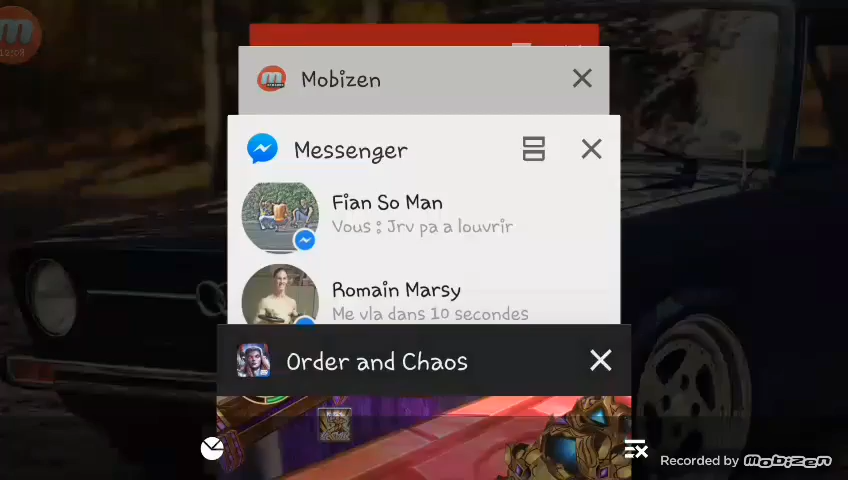 Mobizen
Messenger
Fian So Man
Vous : Jrv pa a louvrir
Romain Marsy
Me vla dans 10 secondes
Order and Chaos
Recorded by Mobizen